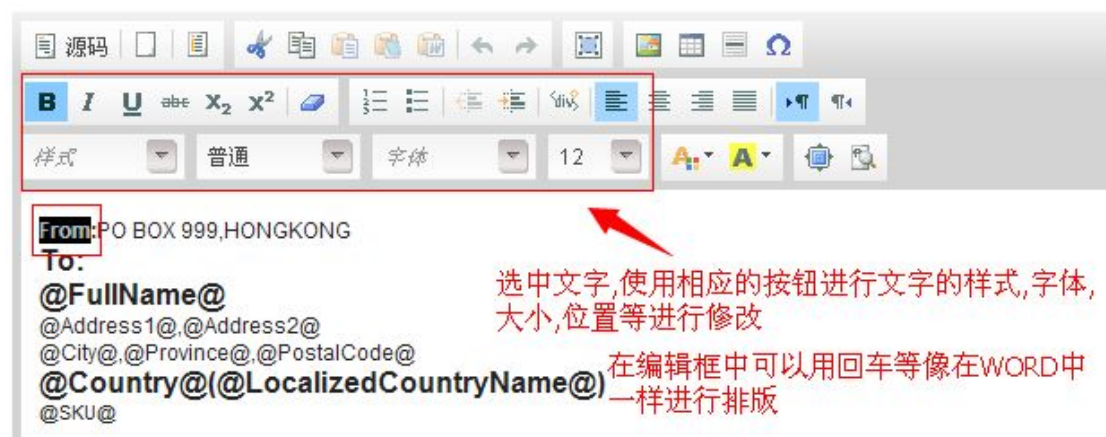 源码
B I U abc X₂ X² divs
样式 普通 字体 12 A A
From:PO BOX 999,HONGKONG
To:
@FullName@
@Address1@,@Address2@
@City@,@Province@,@PostalCode@
@Country@(@LocalizedCountryName@)
@SKU@
选中文字,使用相应的按钮进行文字的样式,字体,
大小,位置等进行修改
在编辑框中可以用回车等像在WORD中
一样进行排版